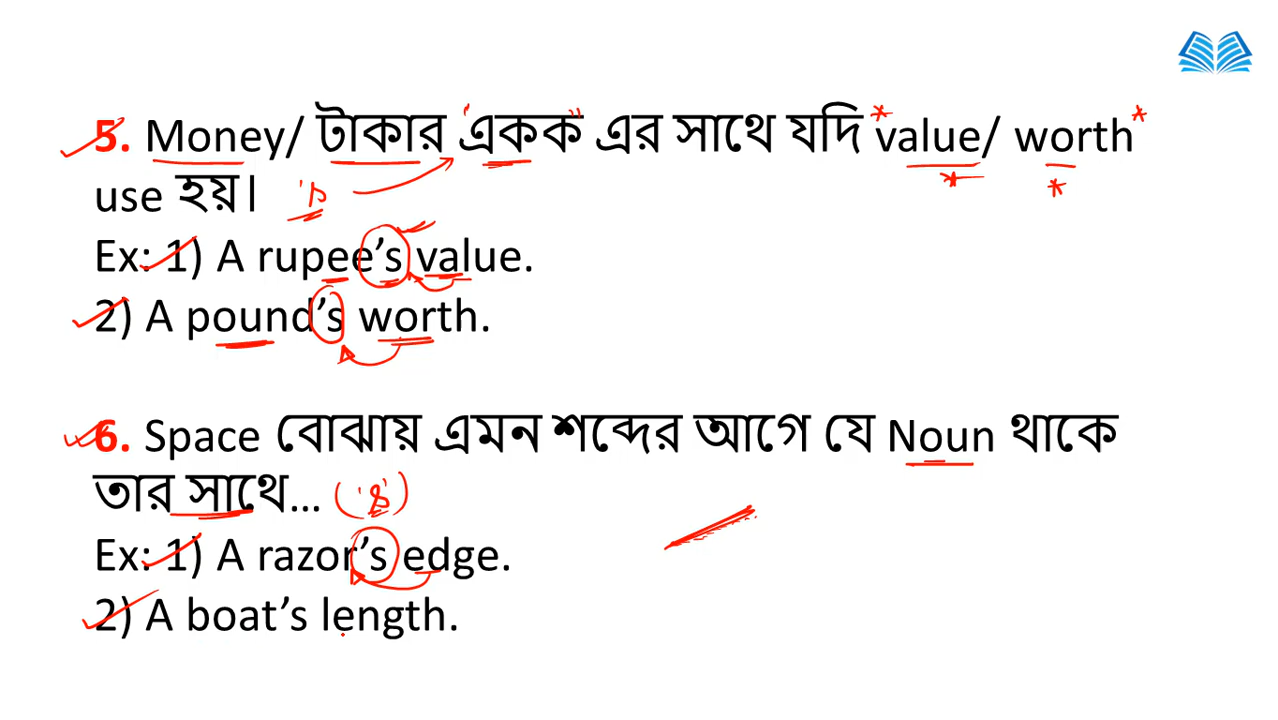 5. Money/ টাকার 'একক" এর সাথে যদি *value/ worth*
use হয়। 's
Ex: 1) A rupee's value.
2) A pound's worth.
6. Space বোঝায় এমন শব্দের আগে যে Noun থাকে
তার সাথে... ('s')
Ex: 1) A razor's edge.
2) A boat's length.